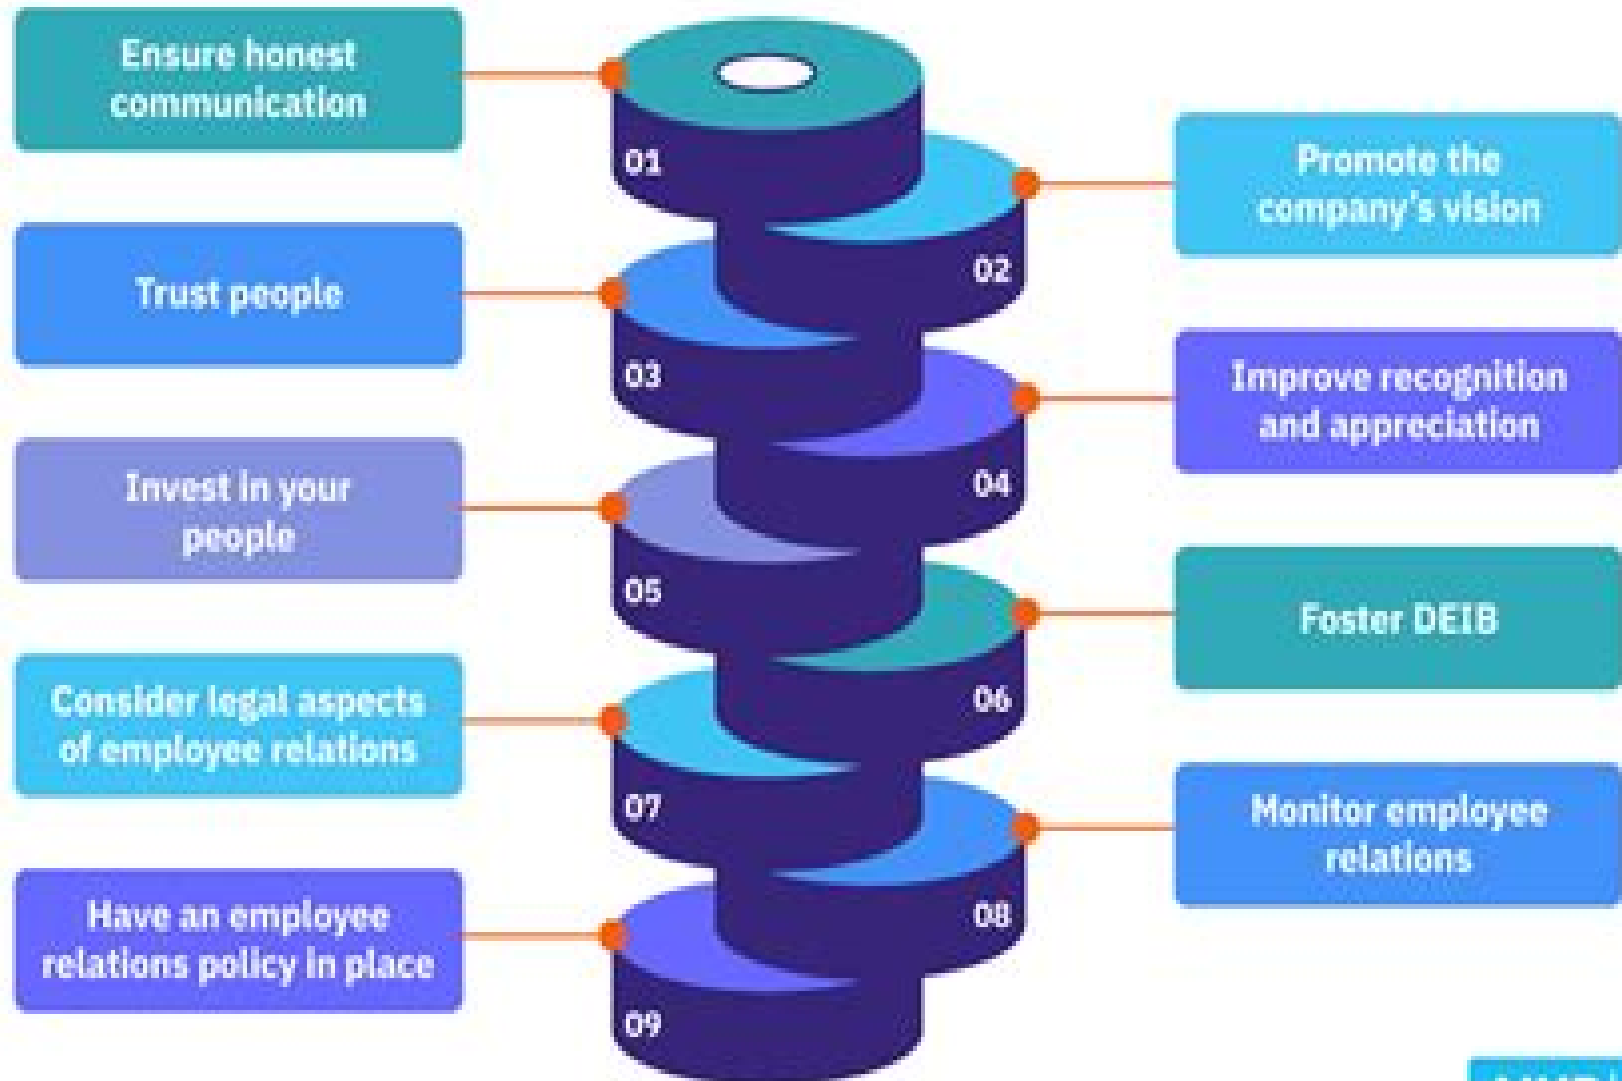 Ensure honest
communication
01
Promote the
company's vision
02
Trust people
03
Improve recognition
and appreciation
04
Invest in your
people
05
Foster DEIB
06
Consider legal aspects
of employee relations
07
Monitor employee
relations
08
Have an employee
relations policy in place
09